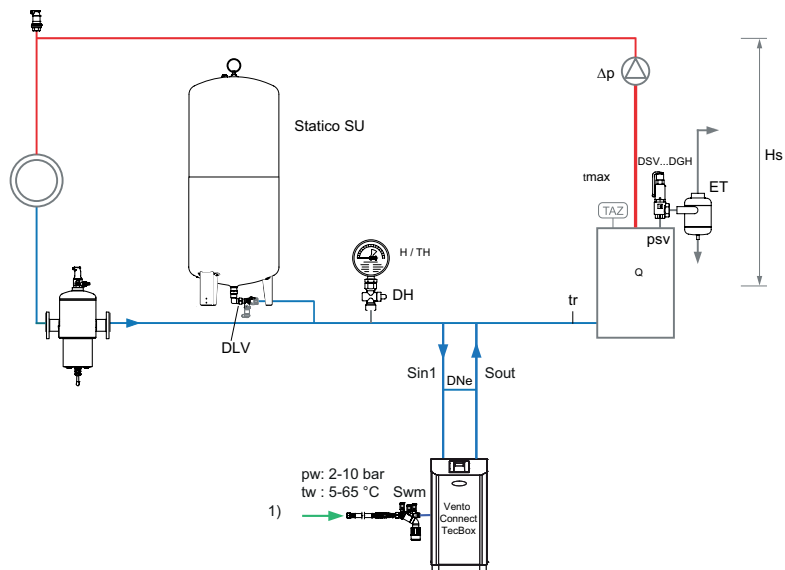 Δp
Statico SU
Hs
DSV...DGH
tmax
ET
TAZ
psv
H / TH
Q
DH
tr
DLV
Sin1
Sout
DNe
pw: 2-10 bar
tw : 5-65 °C
Swm
1)
Vento
Connect
TecBox